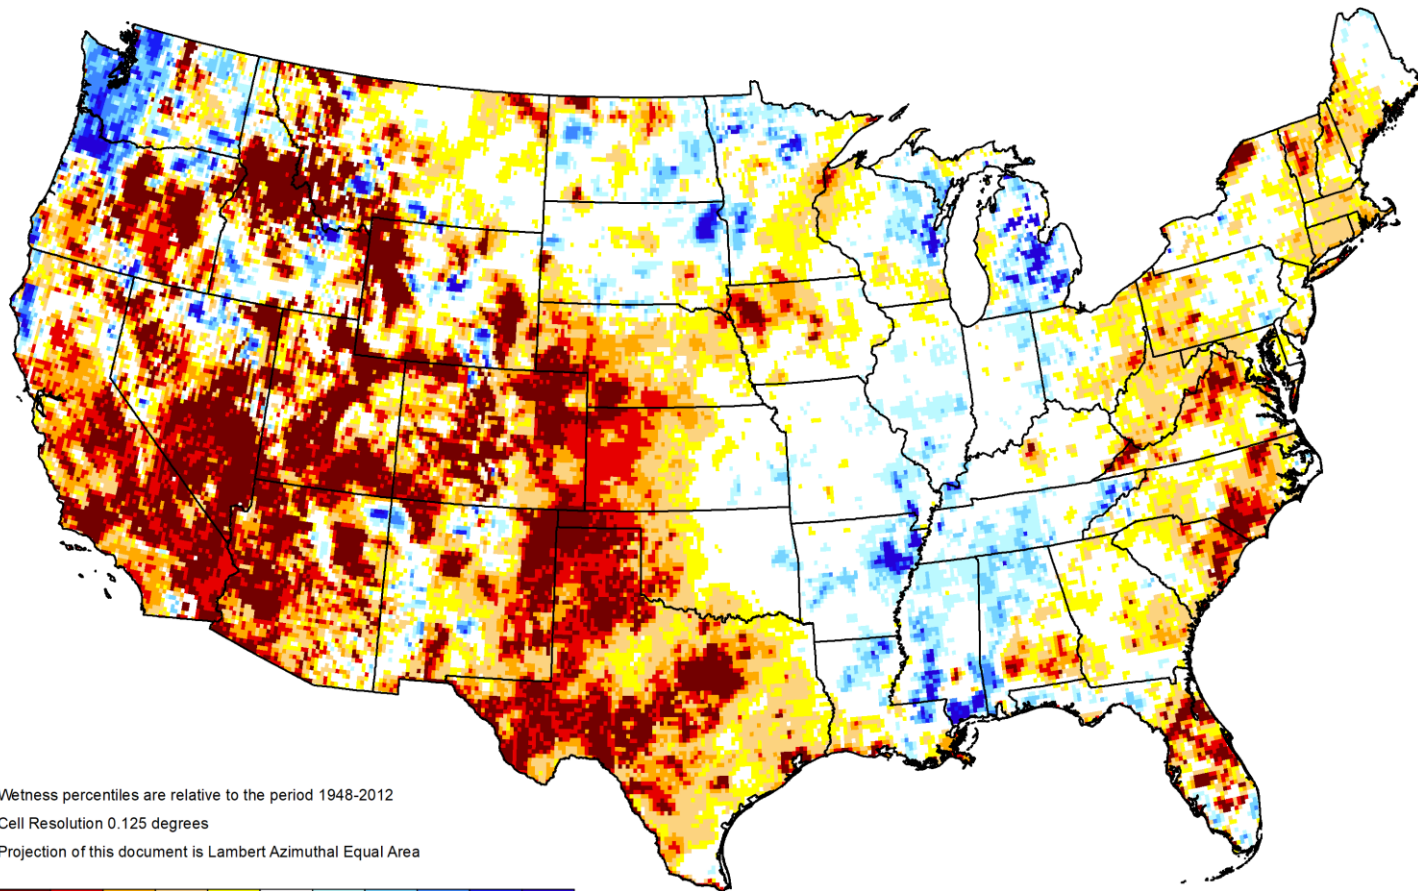 Wetness percentiles are relative to the period 1948-2012
Cell Resolution 0.125 degrees
Projection of this document is Lambert Azimuthal Equal Area